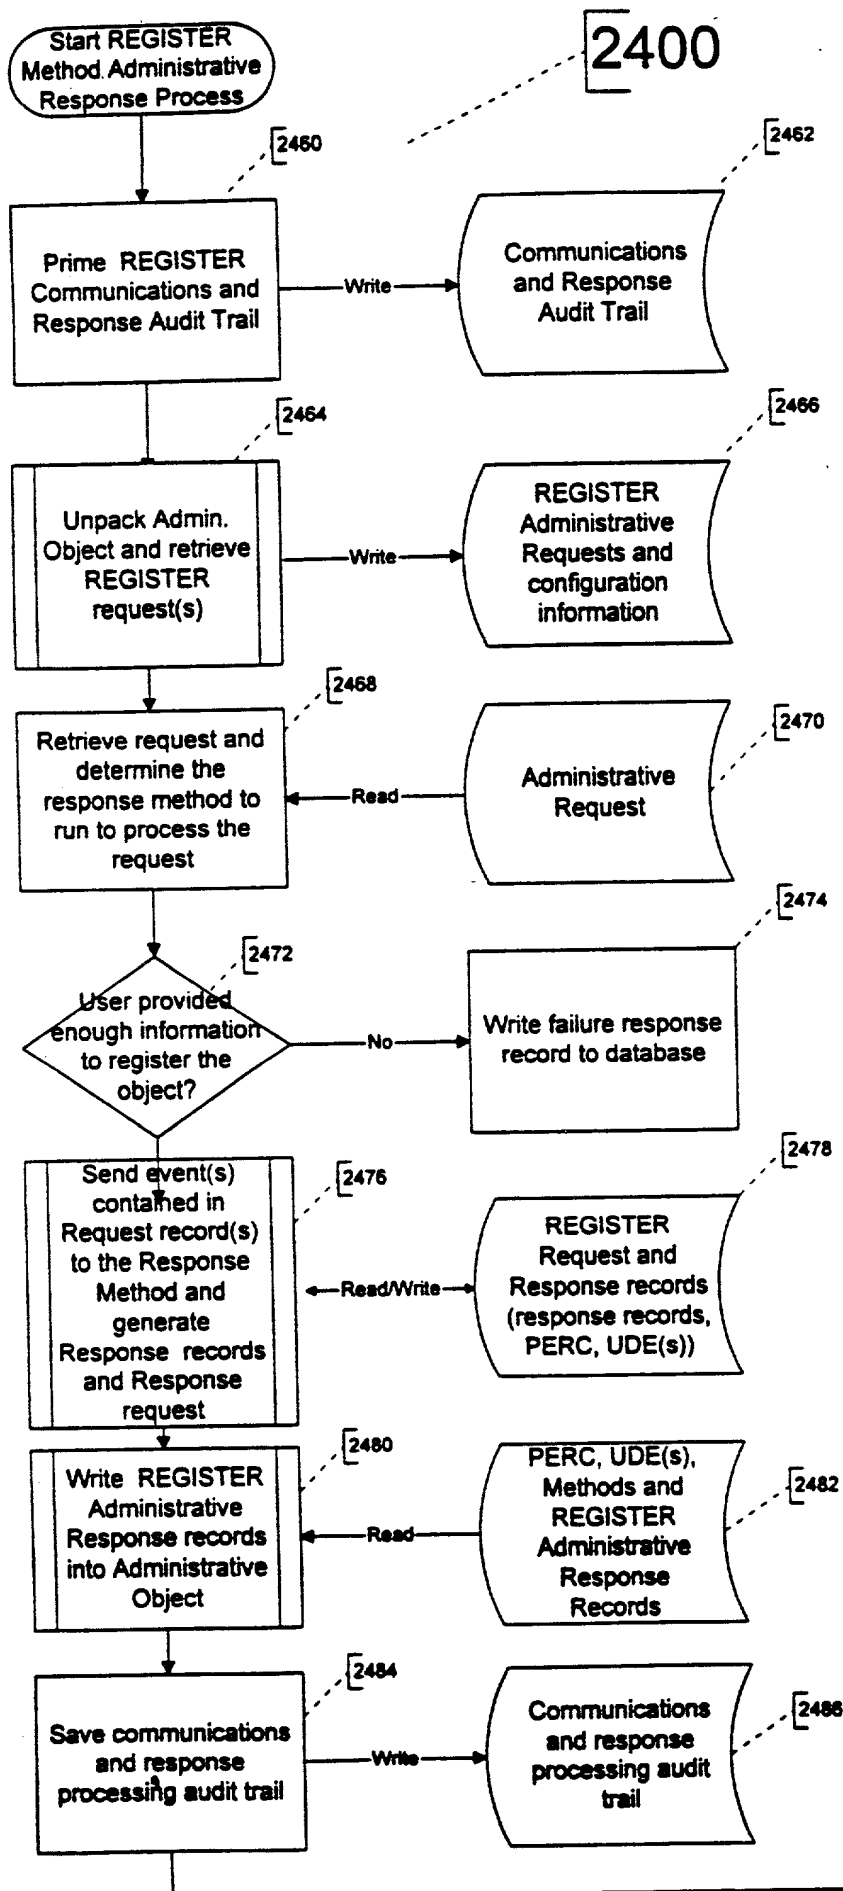 Start REGISTER
Method Administrative
Response Process
2400
2460
Prime REGISTER
Communications and
Response Audit Trail
Write
2462
Communications
and Response
Audit Trail
2464
Unpack Admin.
Object and retrieve
REGISTER
request(s)
Write
2466
REGISTER
Administrative
Requests and
configuration
information
2468
Retrieve request and
determine the
response method to
run to process the
request
Read
2470
Administrative
Request
2472
User provided
enough information
to register the
object?
No
2474
Write failure response
record to database
2476
Send event(s)
contained in
Request record(s)
to the Response
Method and
generate
Response records
and Response
request
Read/Write
2478
REGISTER
Request and
Response records
(response records,
PERC, UDE(s))
2480
Write REGISTER
Administrative
Response records
into Administrative
Object
Read
2482
PERC, UDE(s),
Methods and
REGISTER
Administrative
Response
Records
2484
Save communications
and response
processing audit trail
Write
2486
Communications
and response
processing audit
trail